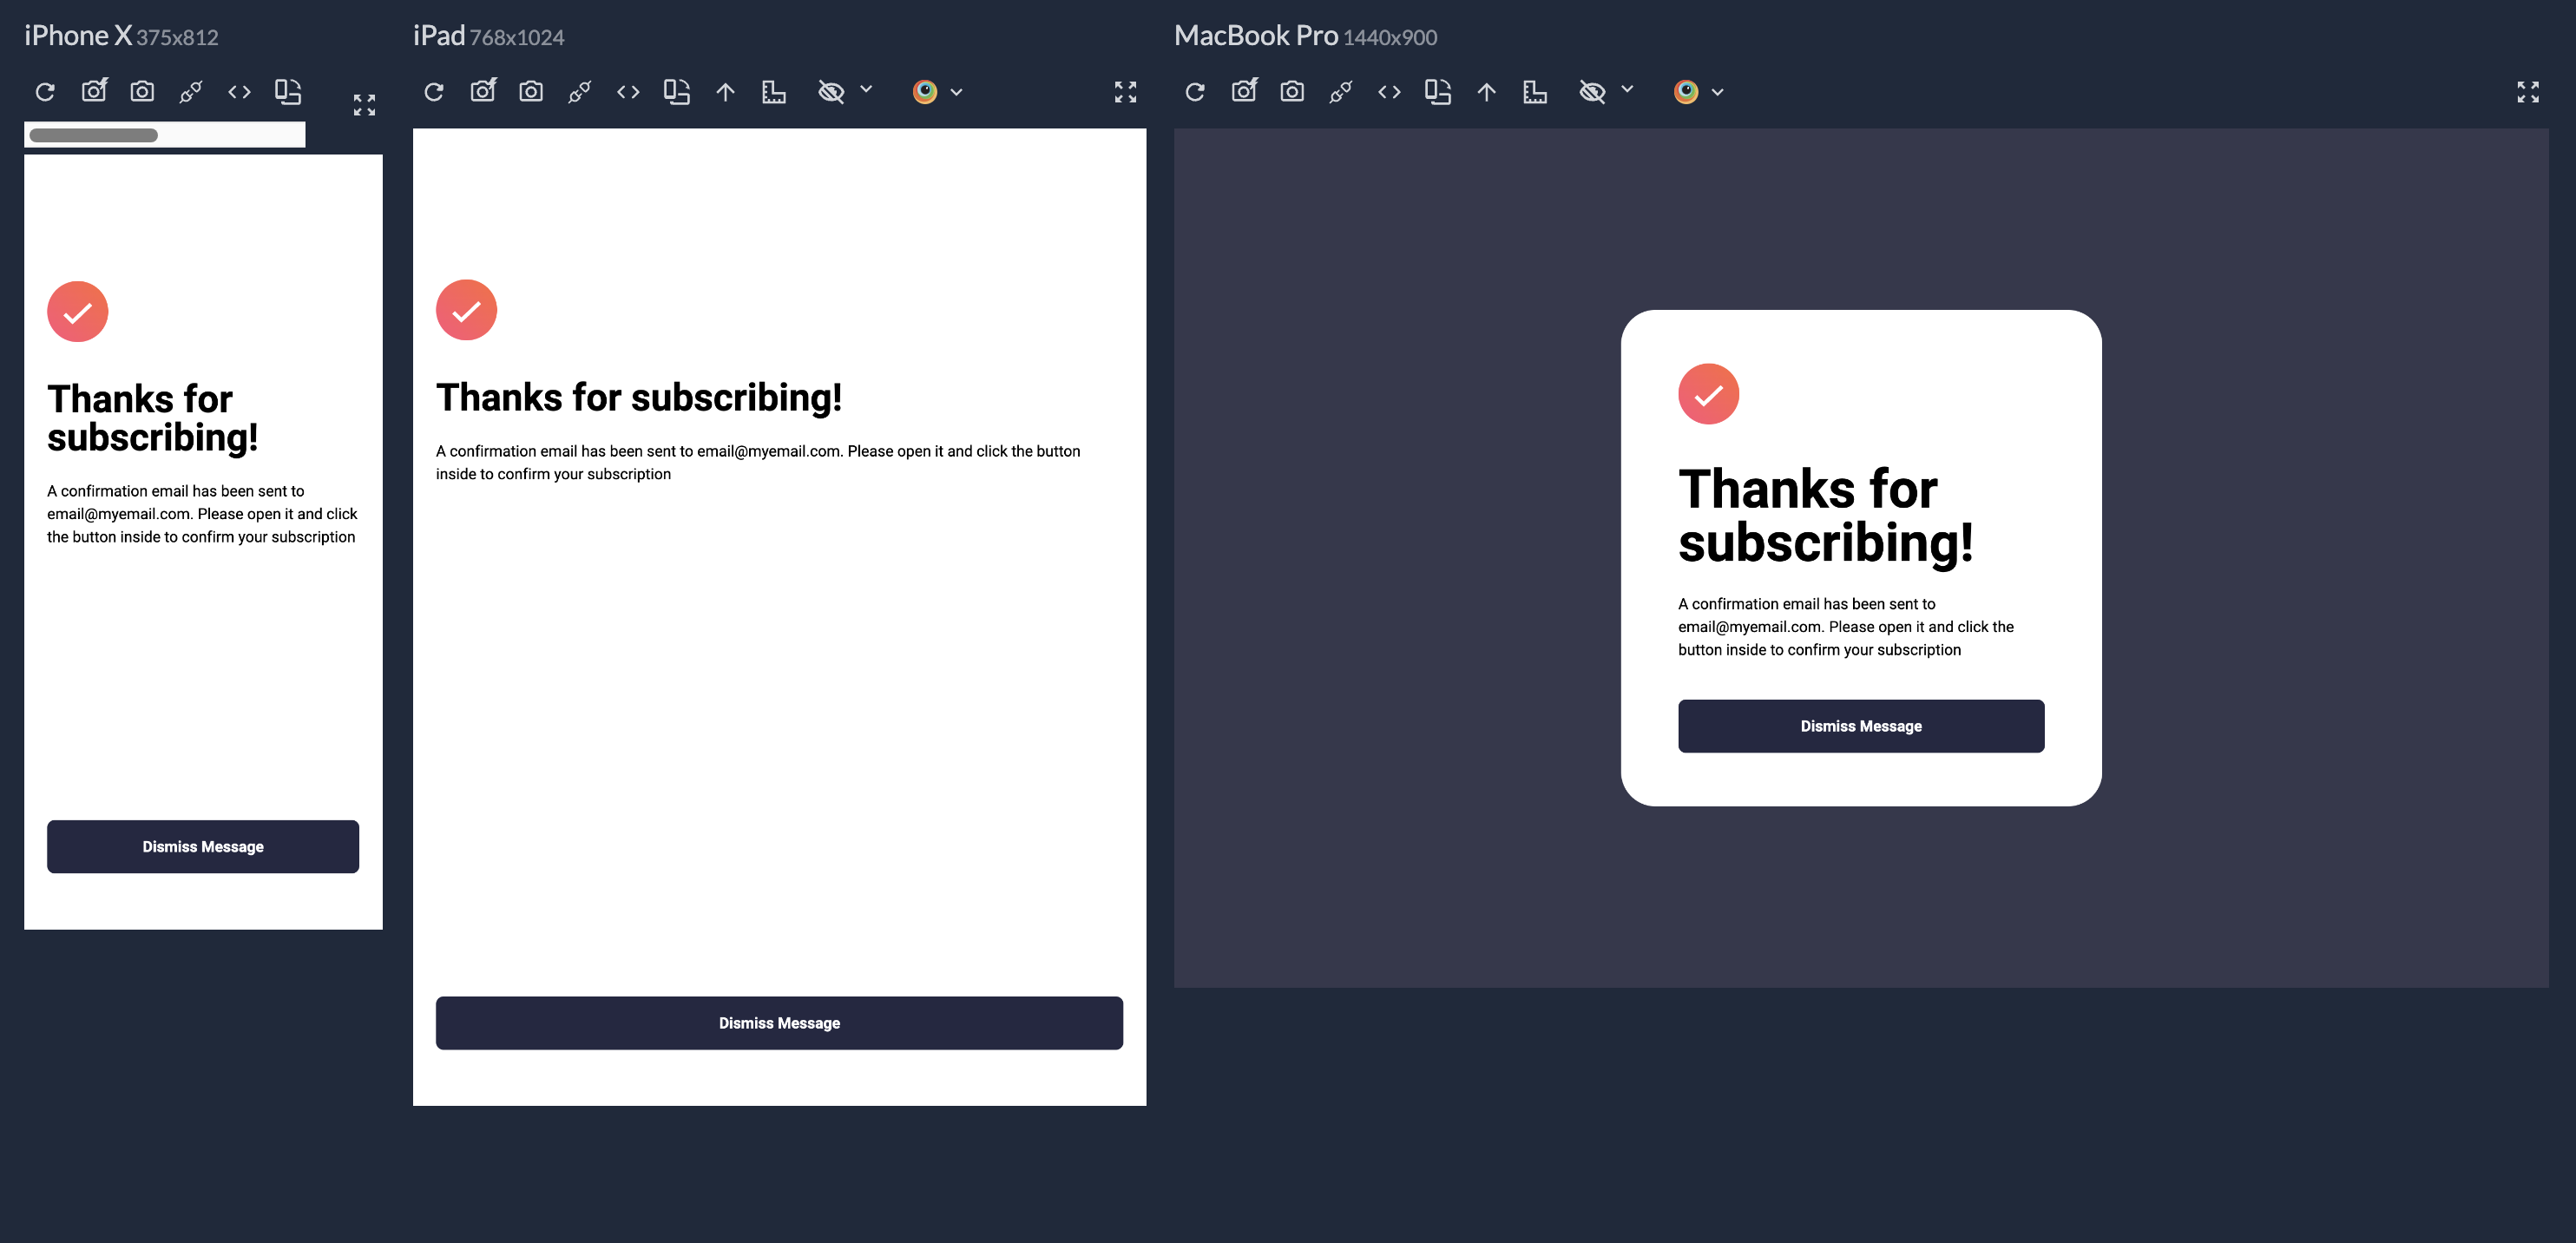 iPhone X 375x812
Thanks for
subscribing!
A confirmation email has been sent to
email@myemail.com. Please open it and click
the button inside to confirm your subscription
Dismiss Message
iPad 768x1024
Thanks for subscribing!
A confirmation email has been sent to email@myemail.com. Please open it and click the button
inside to confirm your subscription
Dismiss Message
MacBook Pro 1440x900
Thanks for
subscribing!
A confirmation email has been sent to
email@myemail.com. Please open it and click the
button inside to confirm your subscription
Dismiss Message